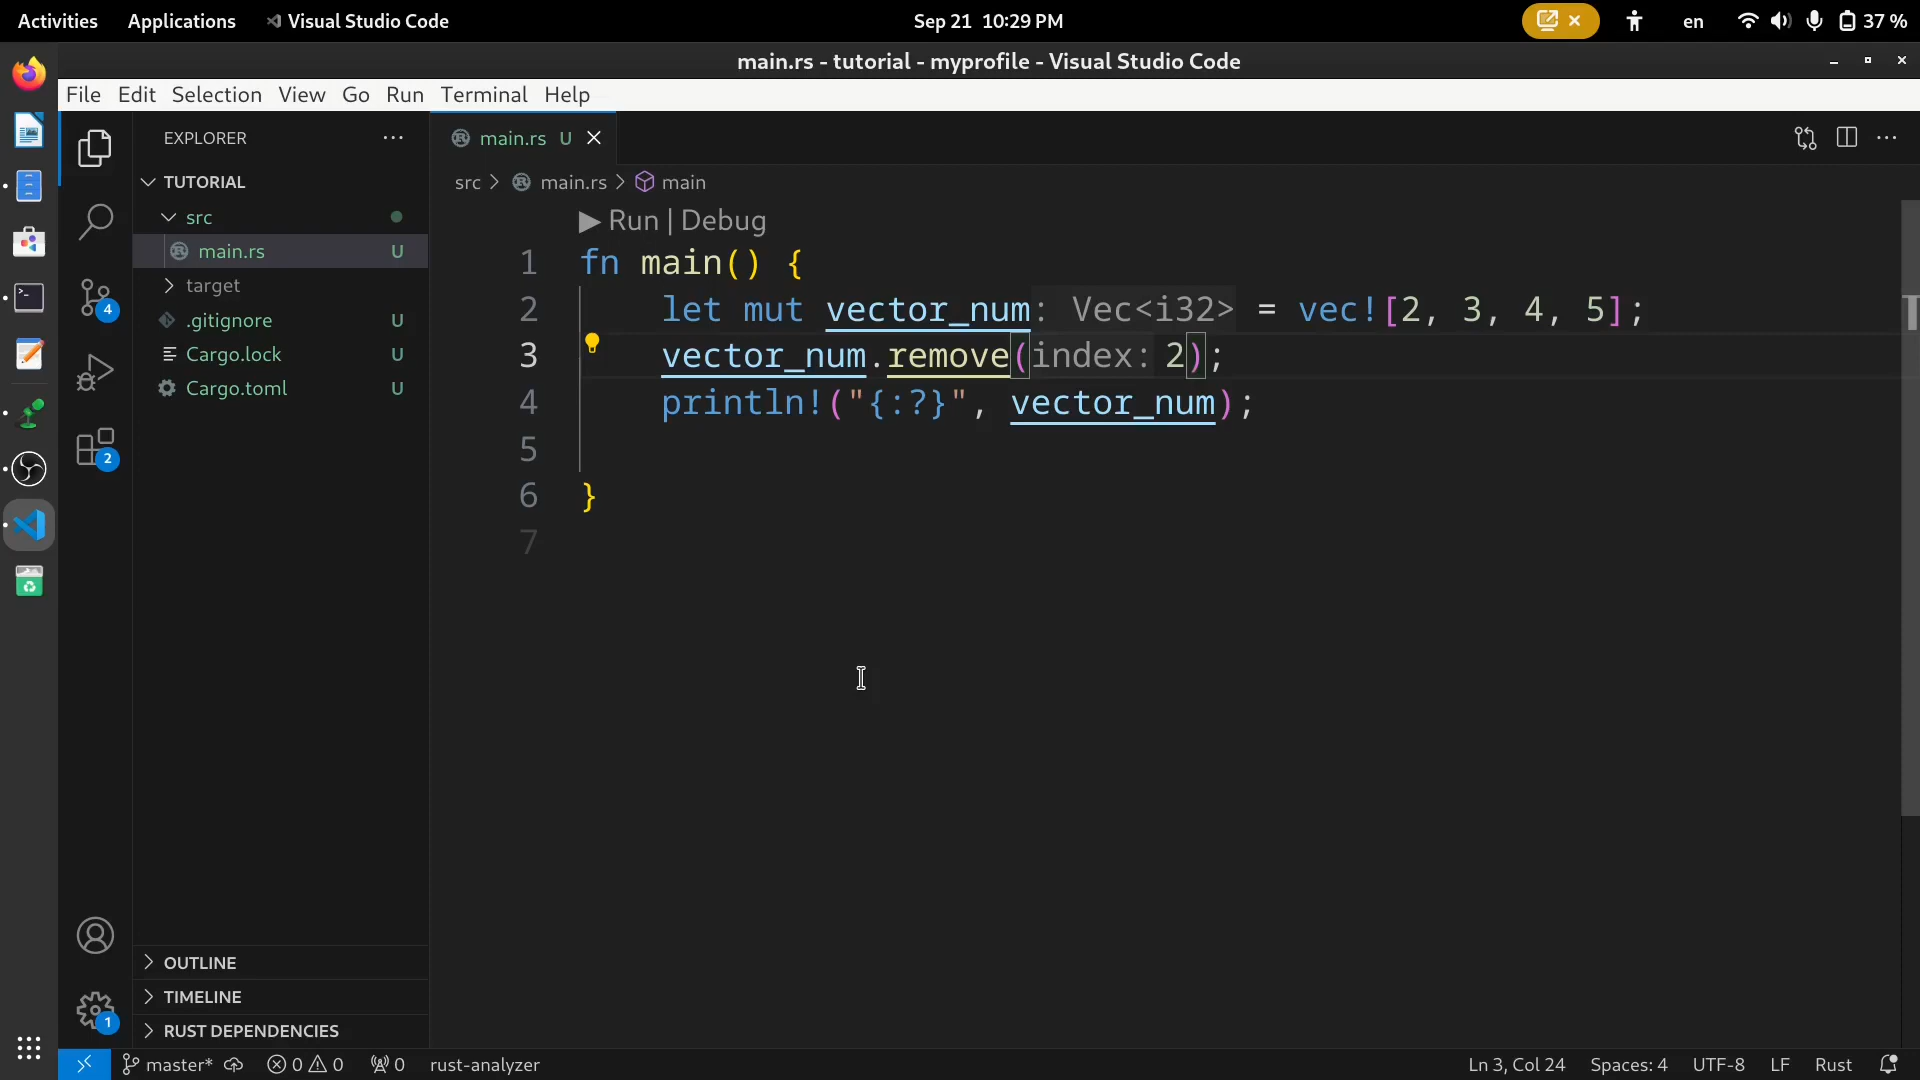 Activities Applications Visual Studio Code Sep 21 10:29 PM en 37 %
main.rs - tutorial - myprofile - Visual Studio Code
File Edit Selection View Go Run Terminal Help
EXPLORER
TUTORIAL
src
main.rs U
target
.gitignore U
Cargo.lock U
Cargo.toml U
OUTLINE
TIMELINE
RUST DEPENDENCIES
4
2
1
main.rs U
src > main.rs > main
Run | Debug
1 fn main() {
2 let mut vector_num: Vec<i32> = vec![2, 3, 4, 5];
3 vector_num.remove(index: 2);
4 println!("{:?}", vector_num);
5
6 }
7
master* 0 0 0 rust-analyzer Ln 3, Col 24 Spaces: 4 UTF-8 LF Rust